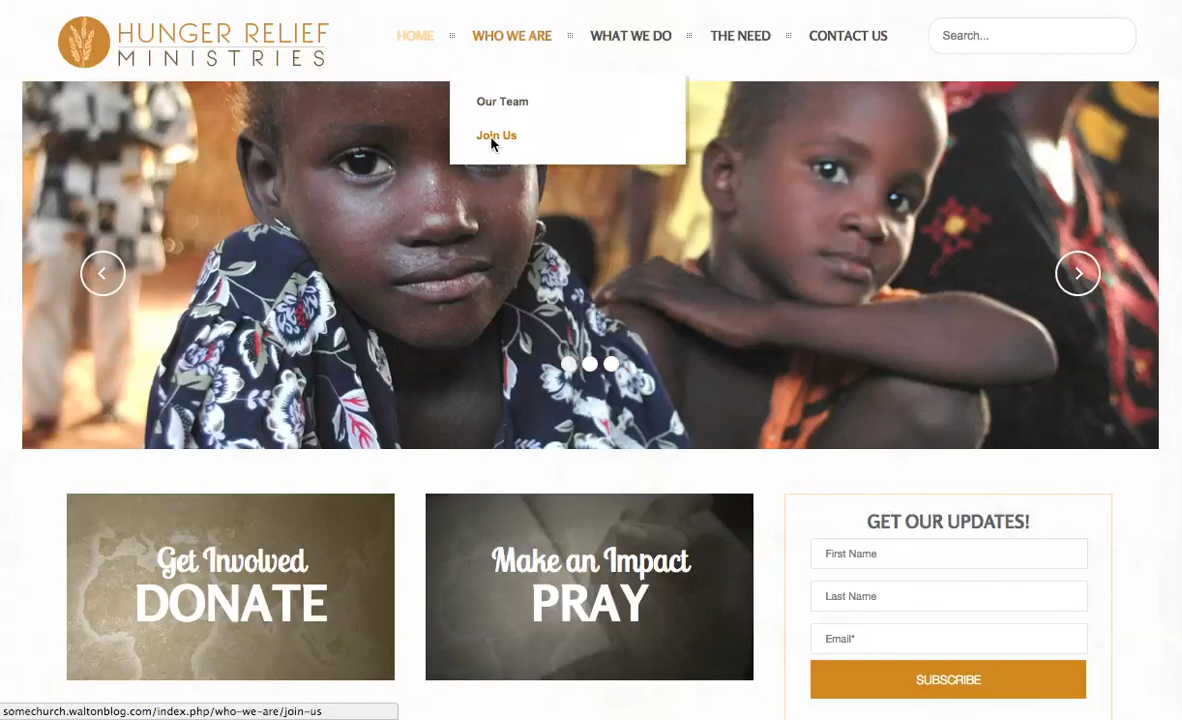 HUNGER RELIEF
MINISTRIES
HOME WHO WE ARE WHAT WE DO THE NEED CONTACT US Search...
Our Team
Join Us
Get Involved
DONATE
Make an Impact
PRAY
GET OUR UPDATES!
First Name
Last Name
Email*
SUBSCRIBE
somechurch.waltonblog.com/index.php/who-we-are/join-us